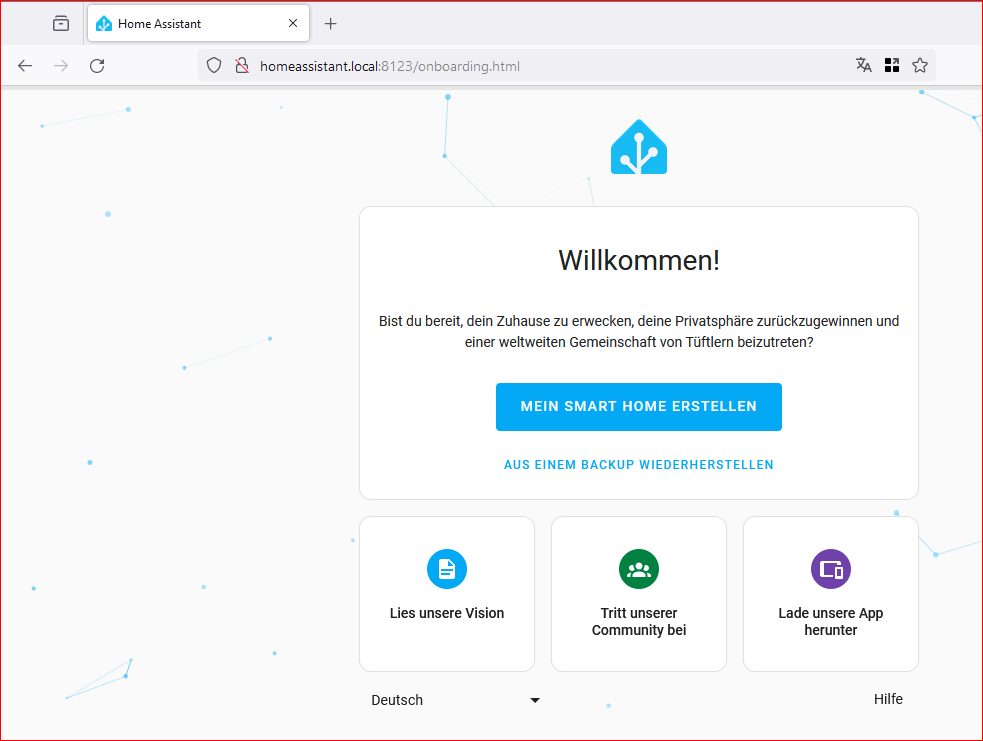 Home Assistant
homeassistant.local:8123/onboarding.html
Willkommen!
Bist du bereit, dein Zuhause zu erwecken, deine Privatsphäre zurückzugewinnen und
einer weltweiten Gemeinschaft von Tüftlern beizutreten?
MEIN SMART HOME ERSTELLEN
AUS EINEM BACKUP WIEDERHERSTELLEN
Lies unsere Vision
Tritt unserer
Community bei
Lade unsere App
herunter
Deutsch
Hilfe